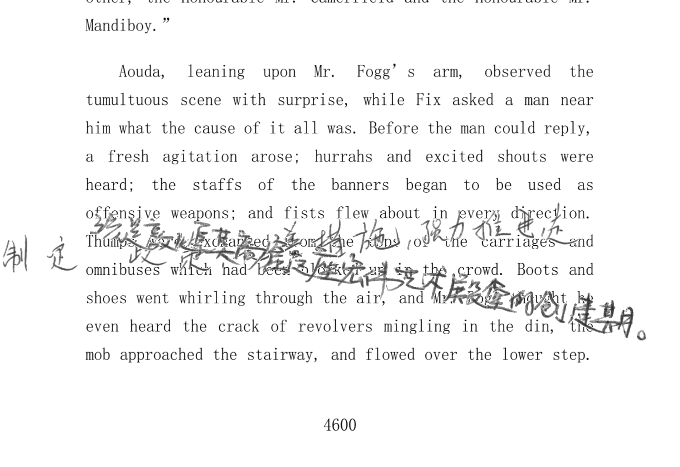 other, the Honourable Mr. Camerfield and the Honourable Mr.
Mandiboy.”
Aouda, leaning upon Mr. Fogg’s arm, observed the
tumultuous scene with surprise, while Fix asked a man near
him what the cause of it all was. Before the man could reply,
a fresh agitation arose; hurrahs and excited shouts were
heard; the staffs of the banners began to be used as
offensive weapons; and fists flew about in every direction.
Thumps were exchanged from the tops of the carriages and
omnibuses which had been blocked up in the crowd. Boots and
制定
措施,强力推进
shoes went whirling through the air, and Mr. Fogg thought he
的创建期。
even heard the crack of revolvers mingling in the din, the
mob approached the stairway, and flowed over the lower step.
4600